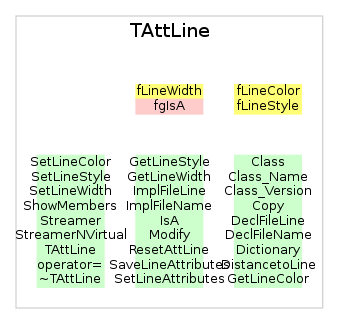 TAttLine
fLineWidth
fgIsA
fLineColor
fLineStyle
SetLineColor
SetLineStyle
SetLineWidth
ShowMembers
Streamer
StreamerNVirtual
TAttLine
operator=
~TAttLine
GetLineStyle
GetLineWidth
ImplFileLine
ImplFileName
IsA
Modify
ResetAttLine
SaveLineAttributes
SetLineAttributes
Class
Class_Name
Class_Version
Copy
DeclFileLine
DeclFileName
Dictionary
DistancetoLine
GetLineColor